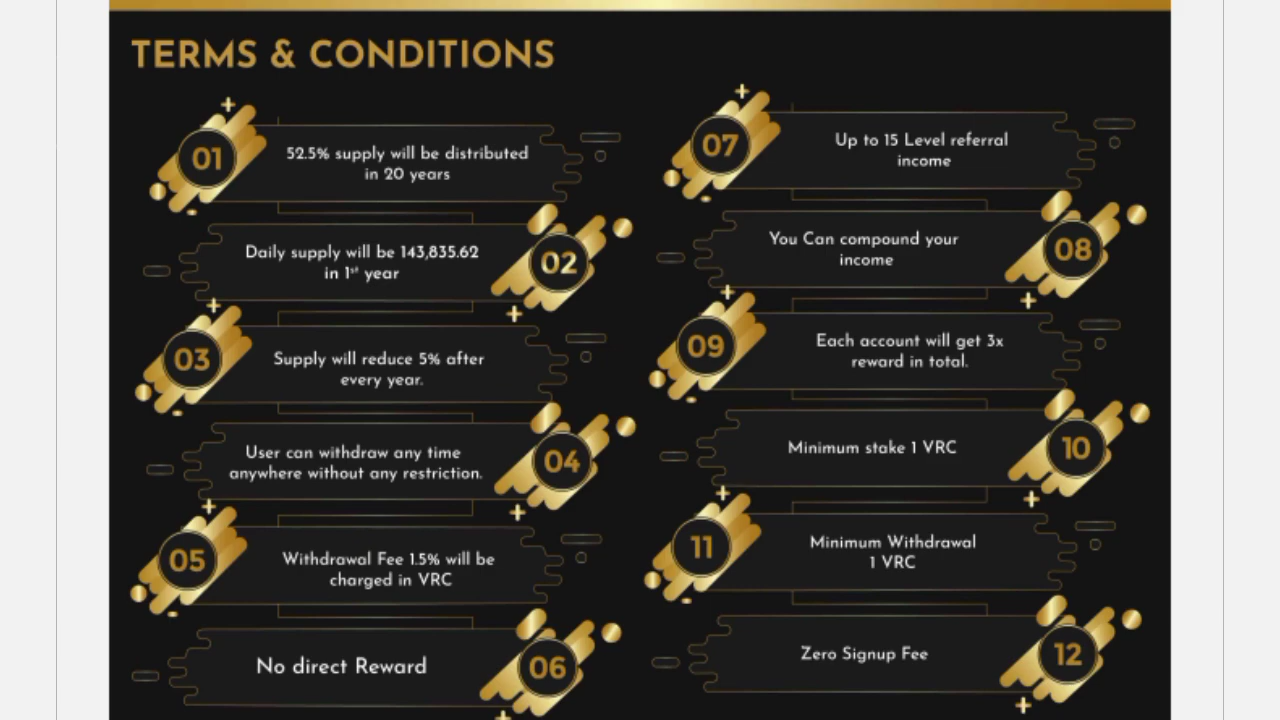 TERMS & CONDITIONS
01
52.5% supply will be distributed
in 20 years
02
Daily supply will be 143,835.62
in 1st year
03
Supply will reduce 5% after
every year.
04
User can withdraw any time
anywhere without any restriction.
05
Withdrawal Fee 1.5% will be
charged in VRC
06
No direct Reward
07
Up to 15 Level referral
income
08
You Can compound your
income
09
Each account will get 3x
reward in total.
10
Minimum stake 1 VRC
11
Minimum Withdrawal
1 VRC
12
Zero Signup Fee